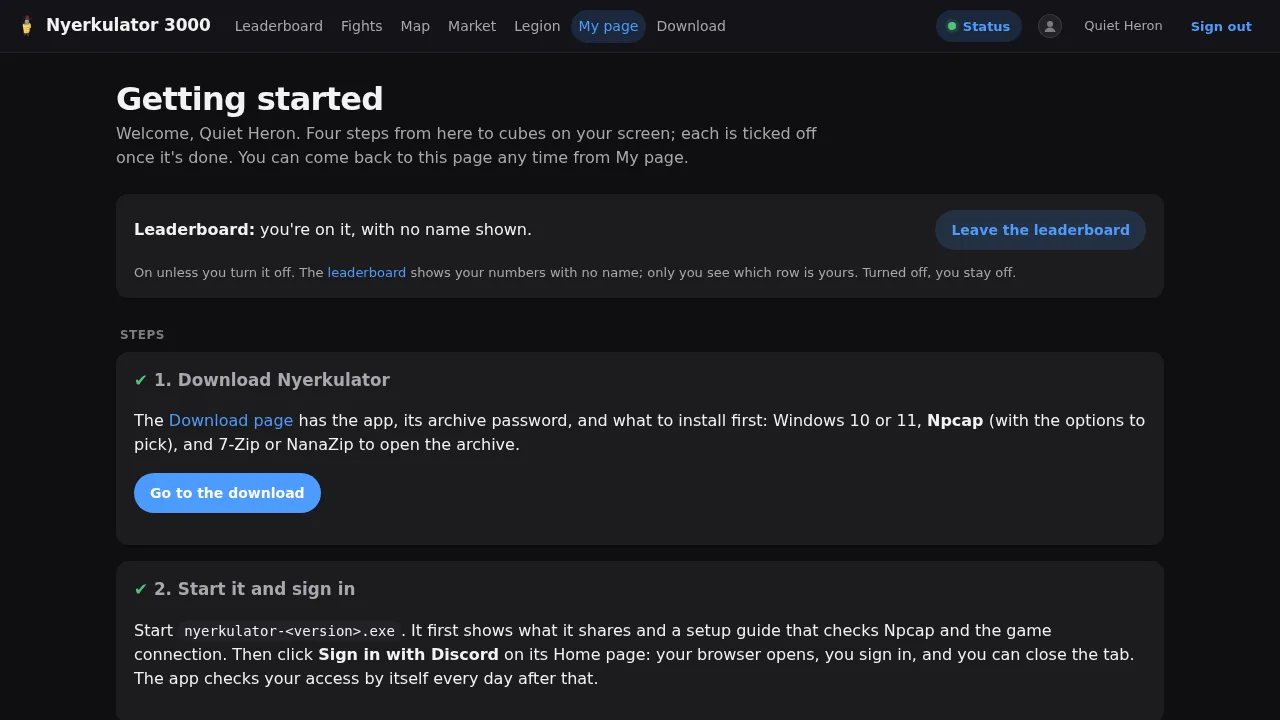 Nyerkulator 3000 Leaderboard Fights Map Market Legion My page Download Status Quiet Heron Sign out
Getting started
Welcome, Quiet Heron. Four steps from here to cubes on your screen; each is ticked off
once it's done. You can come back to this page any time from My page.
Leaderboard: you're on it, with no name shown. Leave the leaderboard
On unless you turn it off. The leaderboard shows your numbers with no name; only you see which row is yours. Turned off, you stay off.
STEPS
✔ 1. Download Nyerkulator
The Download page has the app, its archive password, and what to install first: Windows 10 or 11, Npcap (with the options to
pick), and 7-Zip or NanaZip to open the archive.
Go to the download
✔ 2. Start it and sign in
Start nyerkulator-<version>.exe. It first shows what it shares and a setup guide that checks Npcap and the game
connection. Then click Sign in with Discord on its Home page: your browser opens, you sign in, and you can close the tab.
The app checks your access by itself every day after that.